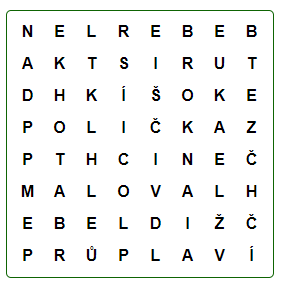 N E L R E B E B
A K T S I R U T
D H K Í Š O K E
P O L I Č K A Z
P T H C I N E Č
M A L O V A L H
E B E L D I Ž Č
P R Ů P L A V Í